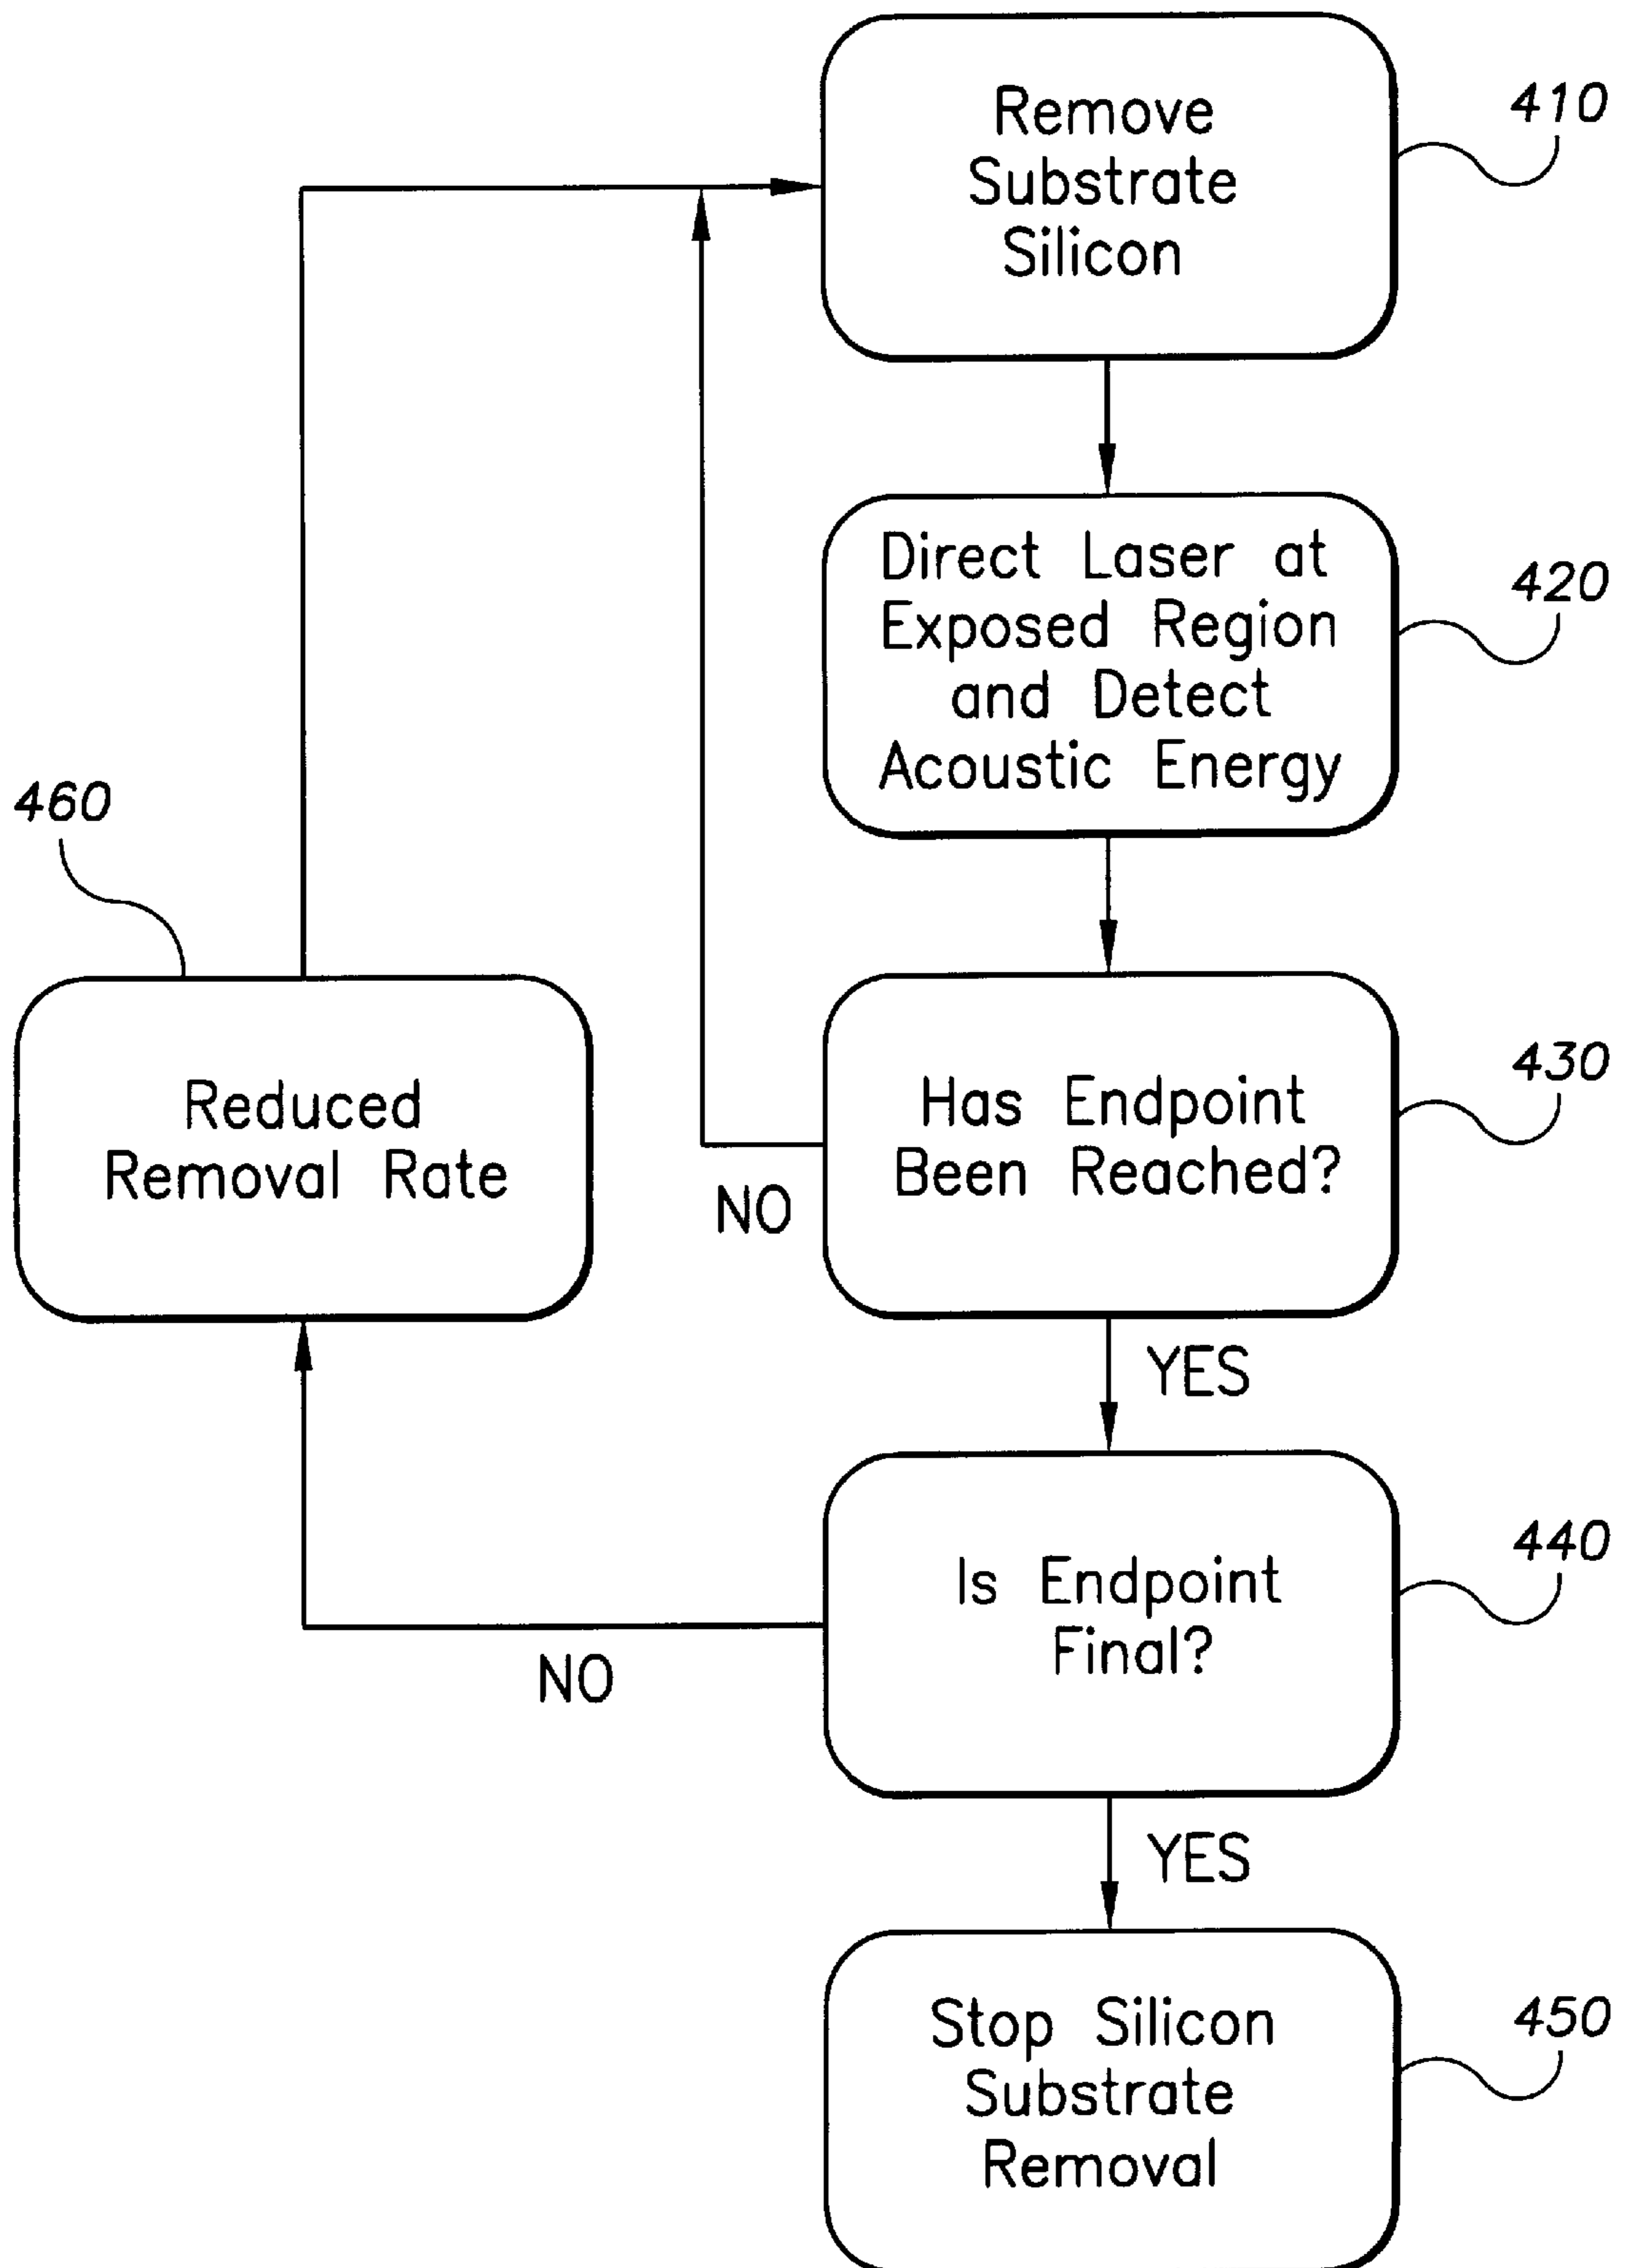 Remove
Substrate
Silicon
410
Direct Laser at
Exposed Region
and Detect
Acoustic Energy
420
460
Reduced
Removal Rate
Has Endpoint
Been Reached?
430
NO
YES
Is Endpoint
Final?
440
NO
YES
Stop Silicon
Substrate
Removal
450